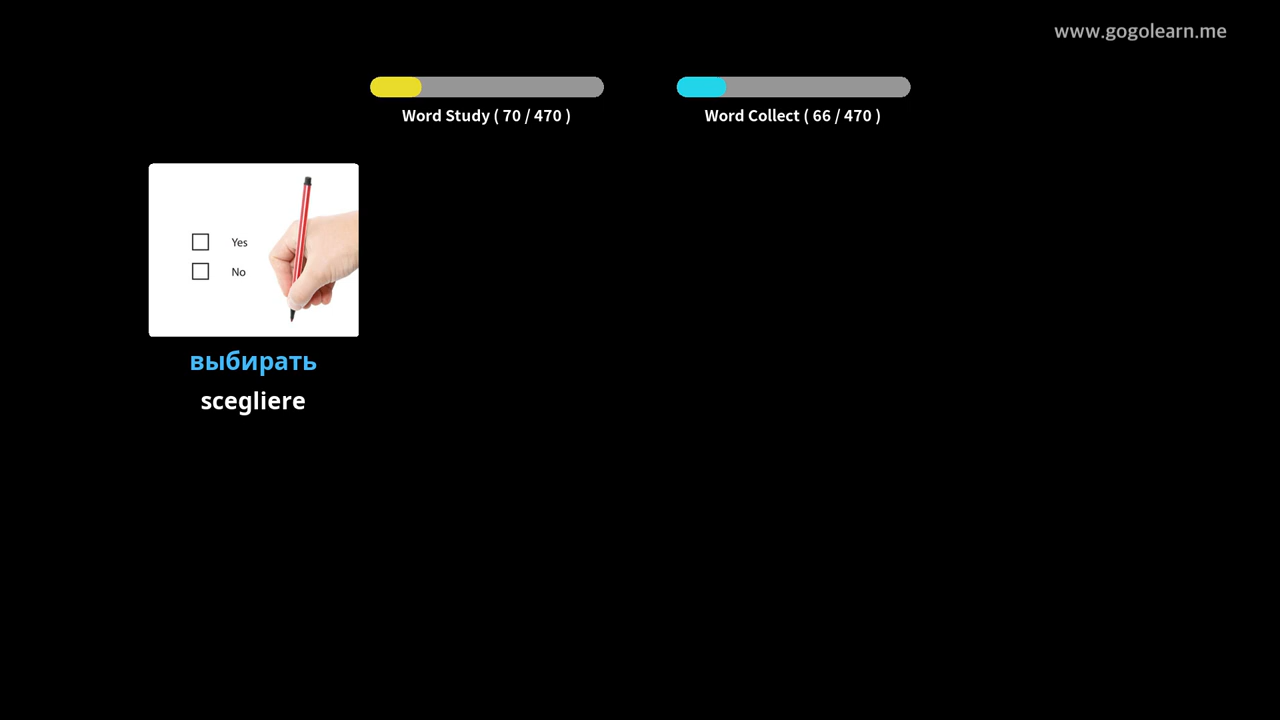 www.gogolearn.me
Word Study ( 70 / 470 )
Word Collect ( 66 / 470 )
Yes
No
выбирать
scegliere